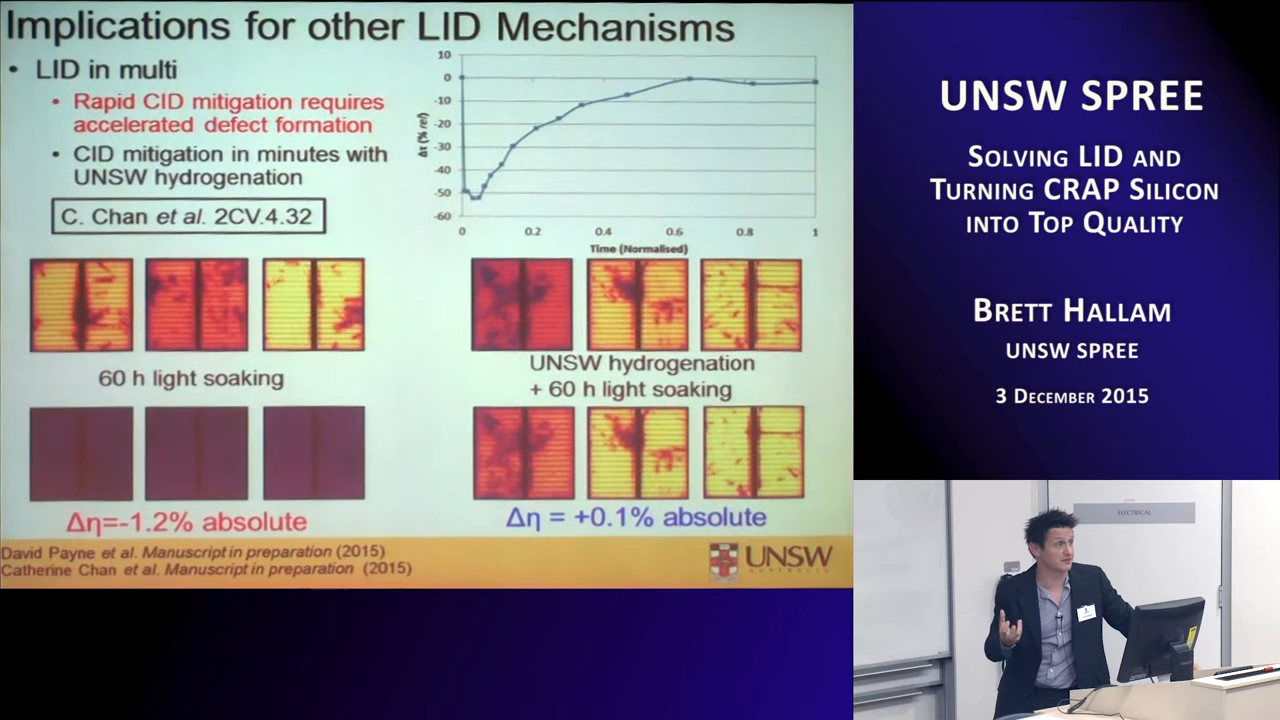 Implications for other LID Mechanisms
• LID in multi
• Rapid CID mitigation requires
accelerated defect formation
• CID mitigation in minutes with
UNSW hydrogenation
C. Chan et al. 2CV.4.32
10
0
-10
-20
-30
-40
-50
-60
Δτ (% rel)
0 0.2 0.4 0.6 0.8 1
Time (Normalised)
60 h light soaking
Δη=-1.2% absolute
UNSW hydrogenation
+ 60 h light soaking
Δη = +0.1% absolute
David Payne et al. Manuscript in preparation (2015)
Catherine Chan et al. Manuscript in preparation (2015)
UNSW
AUSTRALIA
UNSW SPREE
SOLVING LID AND
TURNING CRAP SILICON
INTO TOP QUALITY
BRETT HALLAM
UNSW SPREE
3 DECEMBER 2015
ELECTRICAL